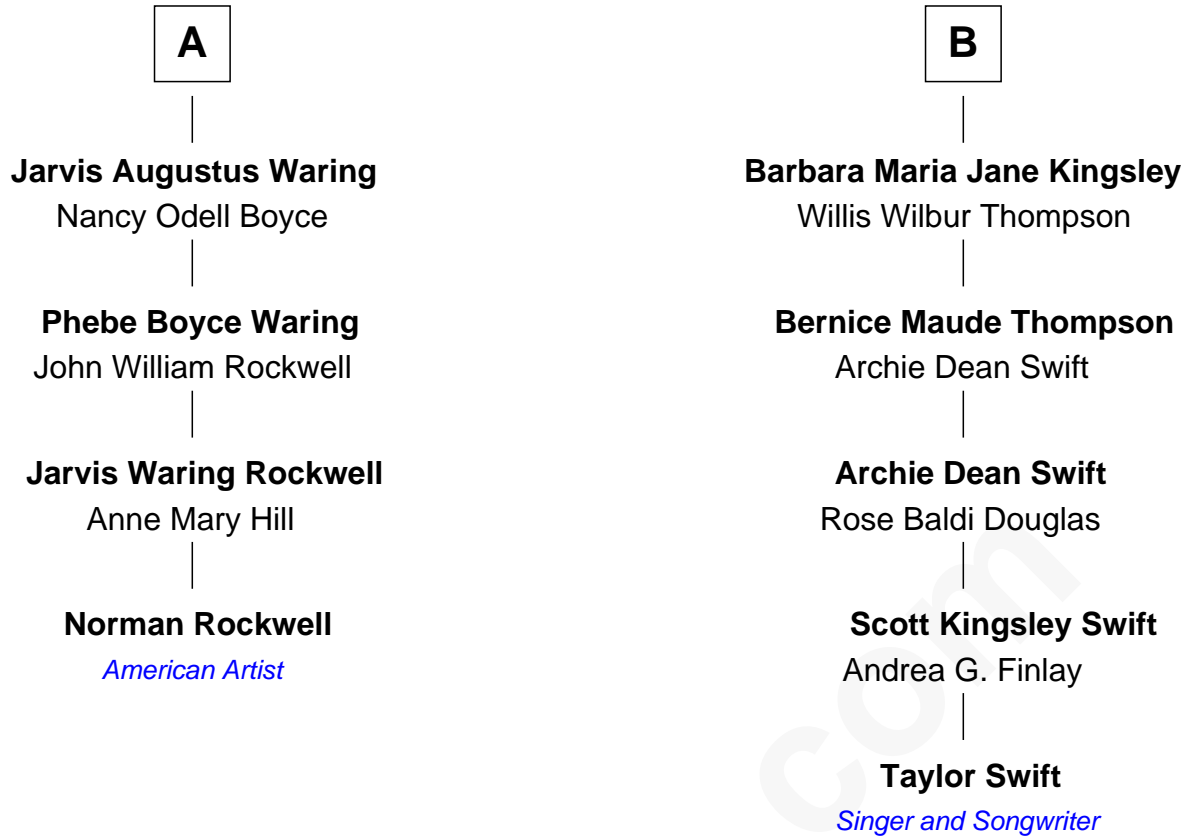 A
Jarvis Augustus Waring
Nancy Odell Boyce
Phebe Boyce Waring
John William Rockwell
Jarvis Waring Rockwell
Anne Mary Hill
Norman Rockwell
American Artist
B
Barbara Maria Jane Kingsley
Willis Wilbur Thompson
Bernice Maude Thompson
Archie Dean Swift
Archie Dean Swift
Rose Baldi Douglas
Scott Kingsley Swift
Andrea G. Finlay
Taylor Swift
Singer and Songwriter
com